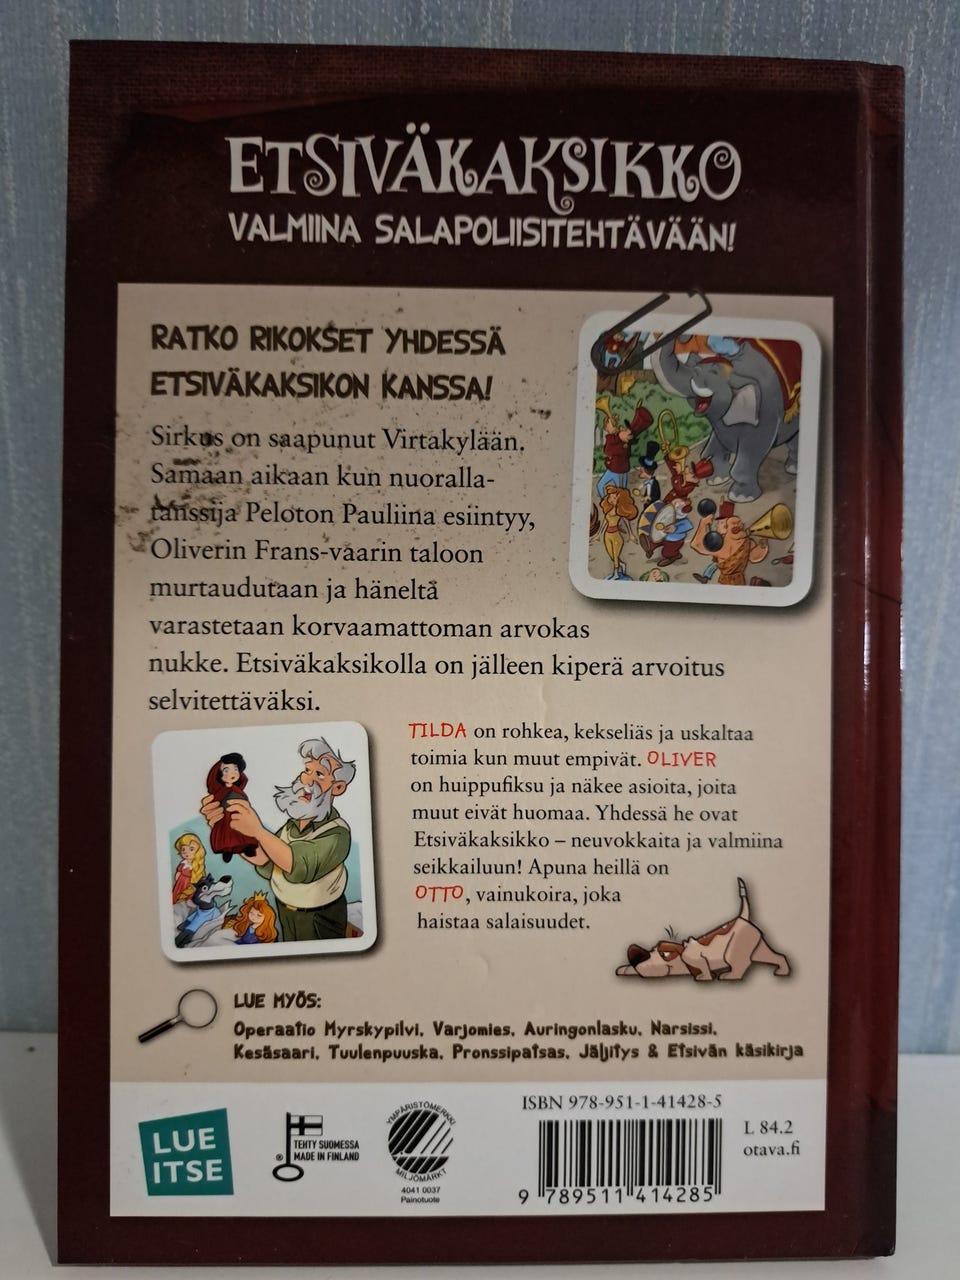 ETSIVÄKAKSIKKO
VALMIINA SALAPOLIISITEHTÄVÄÄN!
RATKO RIKOKSET YHDESSÄ
ETSIVÄKAKSIKON KANSSA!
Sirkus on saapunut Virtakylään.
Samaan aikaan kun nuoralla-
tanssija Peloton Pauliina esiintyy,
Oliverin Frans-vaarin taloon
murtaudutaan ja häneltä
varastetaan korvaamattoman arvokas
nukke. Etsiväkaksikolla on jälleen kiperä arvoitus
selvitettäväksi.
TILDA on rohkea, kekseliäs ja uskaltaa
toimia kun muut empivät. OLIVER
on huippufiksu ja näkee asioita, joita
muut eivät huomaa. Yhdessä he ovat
Etsiväkaksikko – neuvokkaita ja valmiina
seikkailuun! Apuna heillä on
OTTO, vainukoira, joka
haistaa salaisuudet.
LUE MYÖS:
Operaatio Myrskypilvi, Varjomies, Auringonlasku, Narsissi,
Kesäsaari, Tuulenpuuska, Pronssipatsas, Jäljitys & Etsivän käsikirja
LUE
ITSE
TEHTY SUOMESSA
® MADE IN FINLAND
YMPÄRISTÖMERKKI
MILJÖMÄRKT
4041 0037
Painotuote
ISBN 978-951-1-41428-5
9 789511 414285
L 84.2
otava.fi